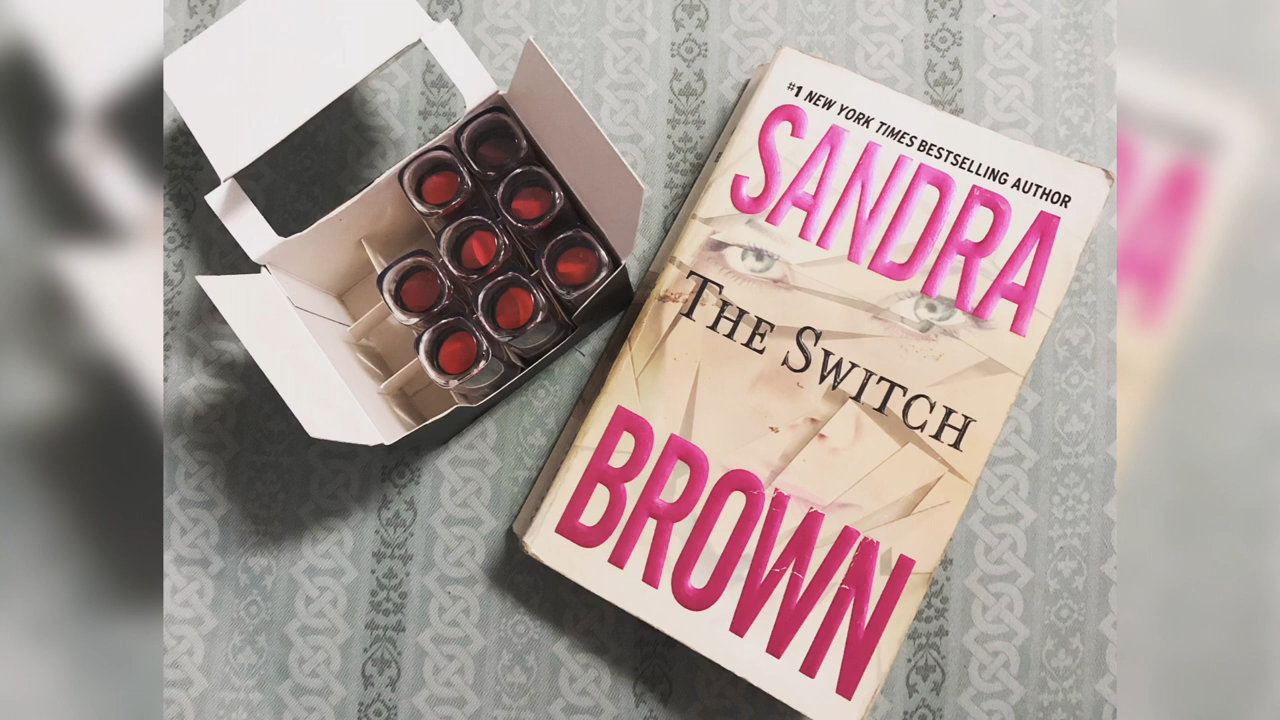 #1 NEW YORK TIMES BESTSELLING AUTHOR
SANDRA
THE SWITCH
BROWN